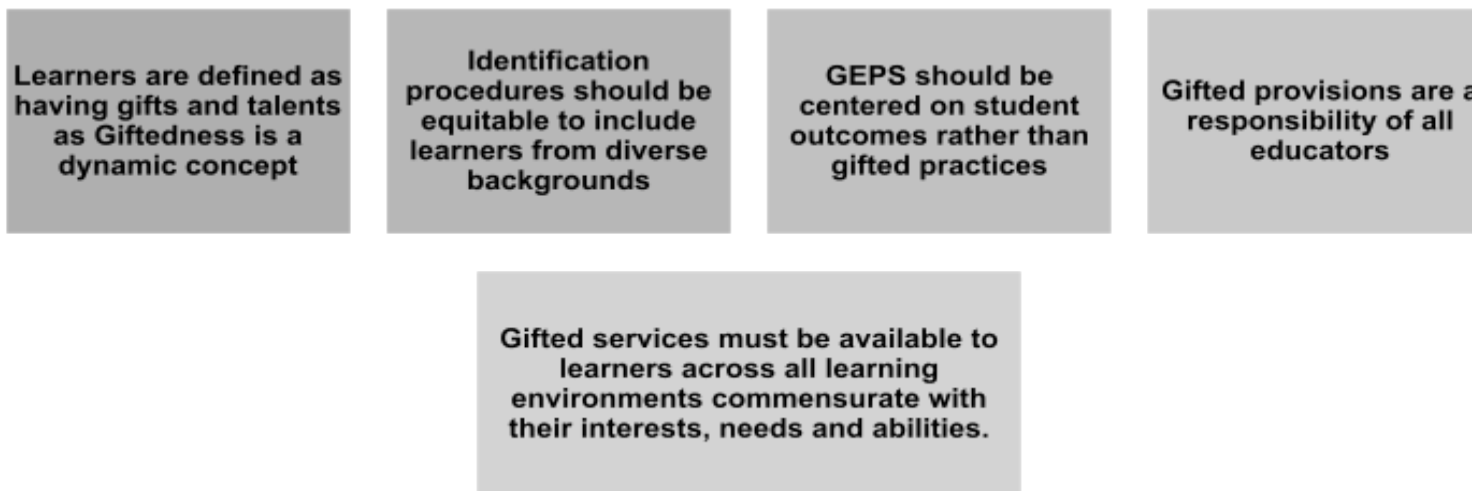 Learners are defined as
having gifts and talents
as Giftedness is a
dynamic concept
Identification
procedures should be
equitable to include
learners from diverse
backgrounds
GEPS should be
centered on student
outcomes rather than
gifted practices
Gifted provisions are a
responsibility of all
educators
Gifted services must be available to
learners across all learning
environments commensurate with
their interests, needs and abilities.